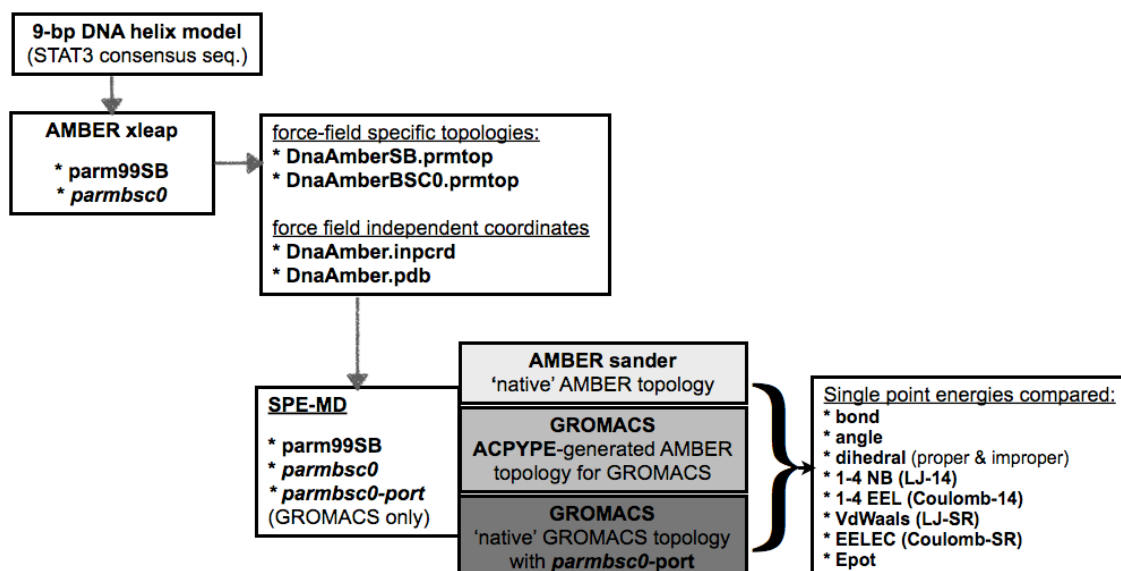 9-bp DNA helix model
(STAT3 consensus seq.)
AMBER xleap
* parm99SB
* parmbsc0
force-field specific topologies:
* DnaAmberSB.prmtop
* DnaAmberBSC0.prmtop
force field independent coordinates
* DnaAmber.inpcrd
* DnaAmber.pdb
SPE-MD
* parm99SB
* parmbsc0
* parmbsc0-port
(GROMACS only)
AMBER sander
‘native’ AMBER topology
GROMACS
ACPYPE-generated AMBER
topology for GROMACS
GROMACS
‘native’ GROMACS topology
with parmbsc0-port
Single point energies compared:
* bond
* angle
* dihedral (proper & improper)
* 1-4 NB (LJ-14)
* 1-4 EEL (Coulomb-14)
* VdWaals (LJ-SR)
* EELEC (Coulomb-SR)
* Epot